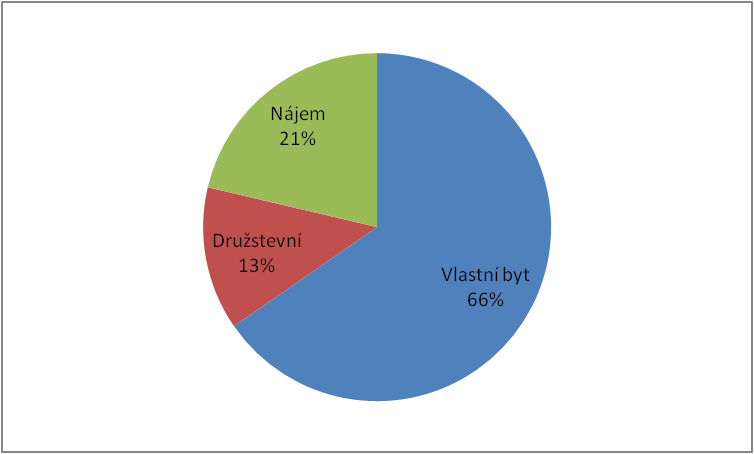 Nájem
21%
Družstevní
13%
Vlastní byt
66%